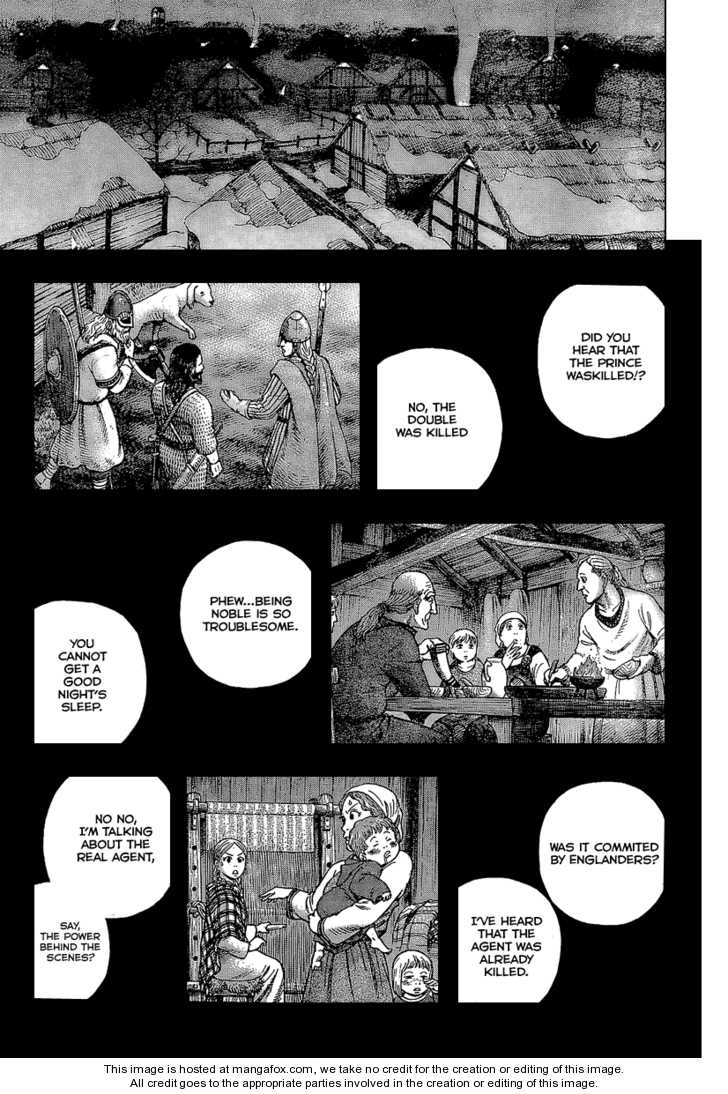 DID YOU
HEAR THAT
THE PRINCE
WASKILLED!?
NO, THE
DOUBLE
WAS KILLED
PHEW...BEING
NOBLE IS SO
TROUBLESOME.
YOU
CANNOT
GET A
GOOD
NIGHT'S
SLEEP.
WAS IT COMMITED
BY ENGLANDERS?
I'VE HEARD
THAT THE
AGENT WAS
ALREADY
KILLED.
NO NO,
I'M TALKING
ABOUT THE
REAL AGENT,
SAY,
THE POWER
BEHIND THE
SCENES?
This image is hosted at mangafox.com, we take no credit for the creation or editing of this image.
All credit goes to the appropriate parties involved in the creation or editing of this image.